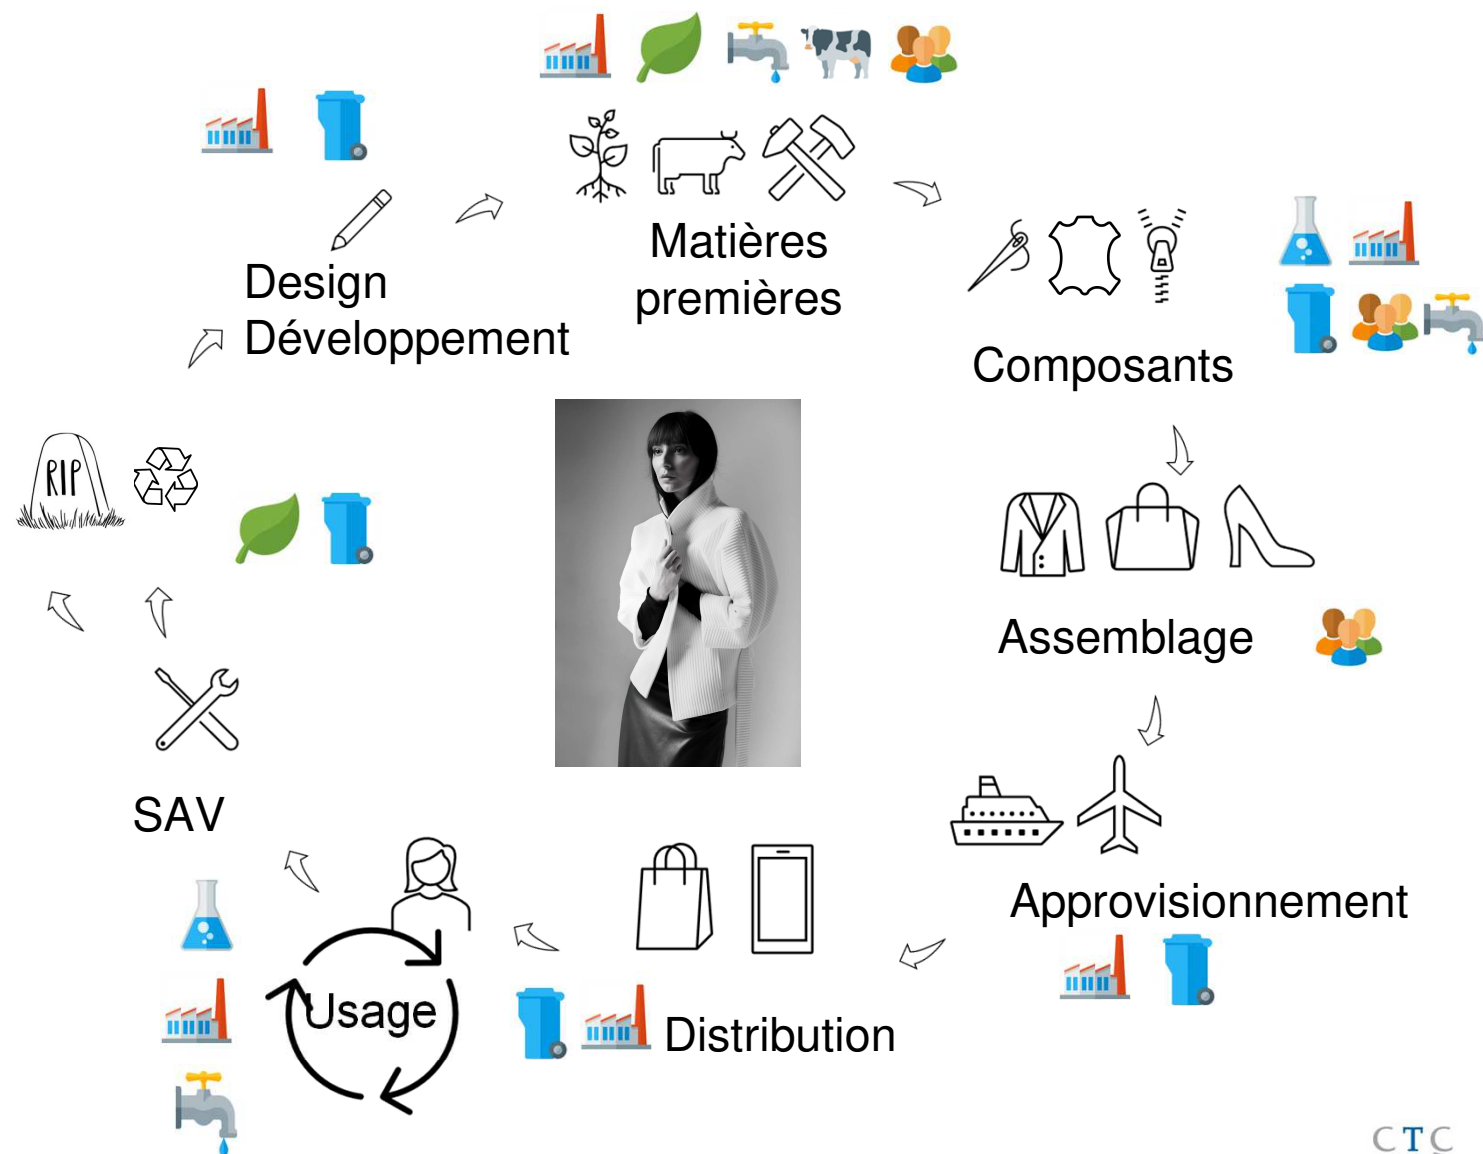 Matières
premières
Design
Développement
Composants
RIP
Assemblage
SAV
Approvisionnement
Usage
Distribution
CTC